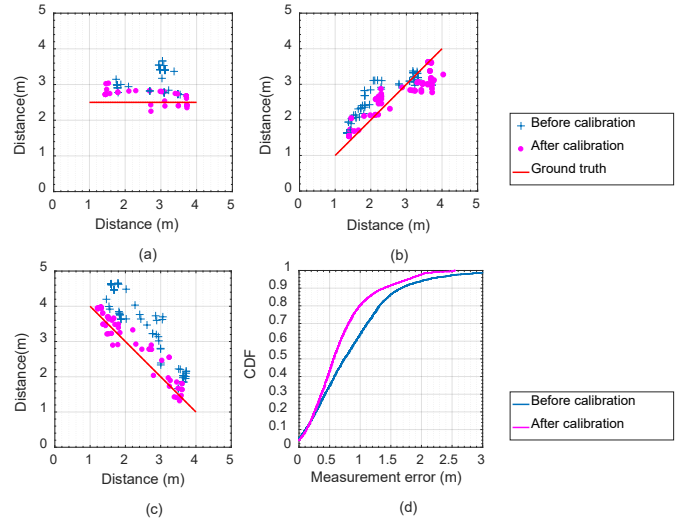 5
4
3
2
1
0
0 1 2 3 4 5
Distance(m)
Distance (m)
(a)
5
4
3
2
1
0
0 1 2 3 4 5
Distance(m)
Distance (m)
(b)
Before calibration
After calibration
Ground truth
5
4
3
2
1
0
0 1 2 3 4 5
Distance(m)
Distance (m)
(c)
1
0.9
0.8
0.7
0.6
0.5
0.4
0.3
0.2
0.1
0
0 0.5 1 1.5 2 2.5 3
CDF
Measurement error (m)
(d)
Before calibration
After calibration